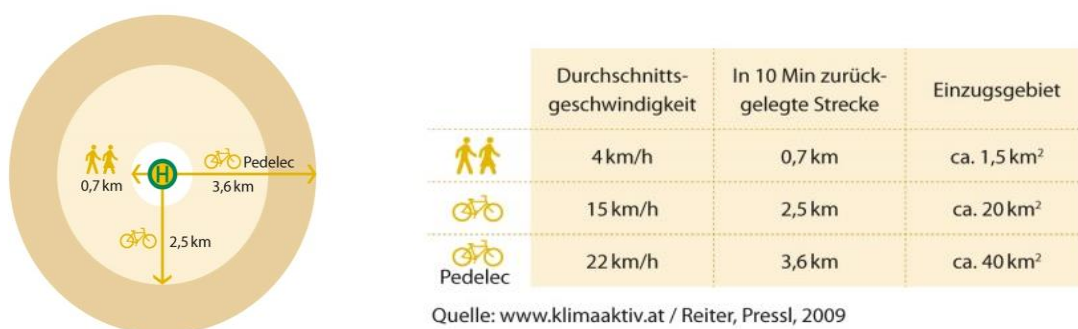 H
Pedelec
0,7 km
3,6 km
2,5 km
Durchschnitts-
geschwindigkeit
In 10 Min zurück-
gelegte Strecke
Einzugsgebiet
4 km/h
0,7 km
ca. 1,5 km²
15 km/h
2,5 km
ca. 20 km²
Pedelec
22 km/h
3,6 km
ca. 40 km²
Quelle: www.klimaaktiv.at / Reiter, Pressl, 2009